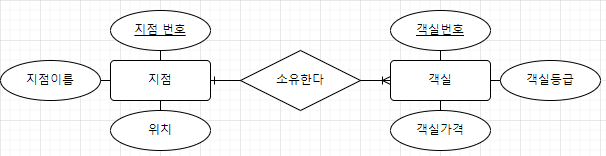 지점 번호
객실번호
지점이름
지점
소유한다
객실
객실등급
위치
객실가격